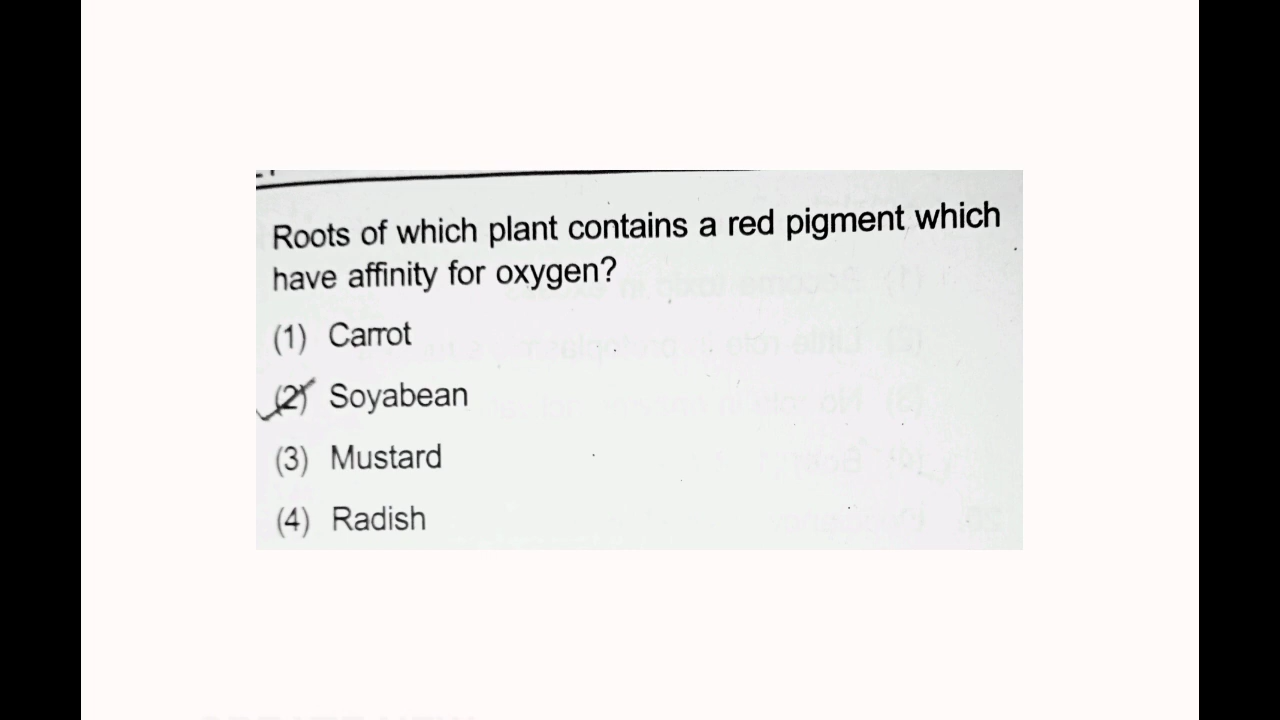 Roots of which plant contains a red pigment which
have affinity for oxygen?
(1) Carrot
(2) Soyabean
(3) Mustard
(4) Radish